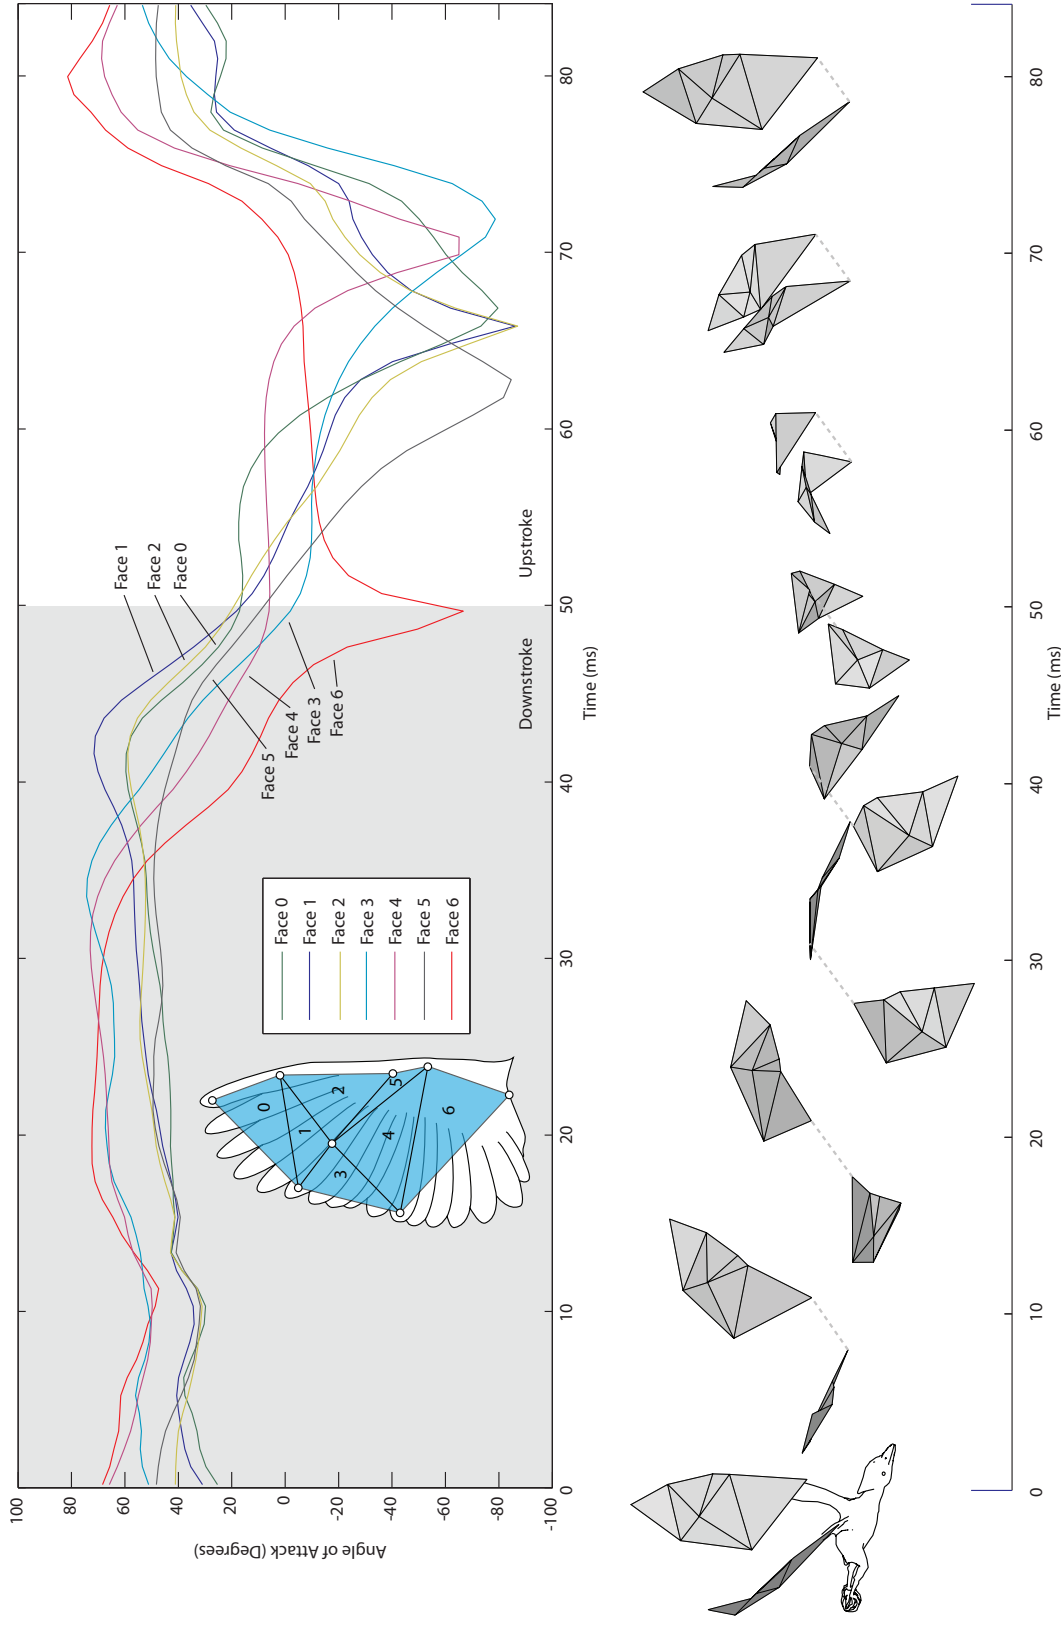 100
80
60
40
20
0
-20
-40
-60
-80
-100
Angle of Attack (Degrees)
0
10
20
30
40
50
60
70
80
Time (ms)
Downstroke
Upstroke
Face 1
Face 2
Face 0
Face 5
Face 4
Face 3
Face 6
Face 0
Face 1
Face 2
Face 3
Face 4
Face 5
Face 6
0
1
2
3
4
5
6
0
10
20
30
40
50
60
70
80
Time (ms)